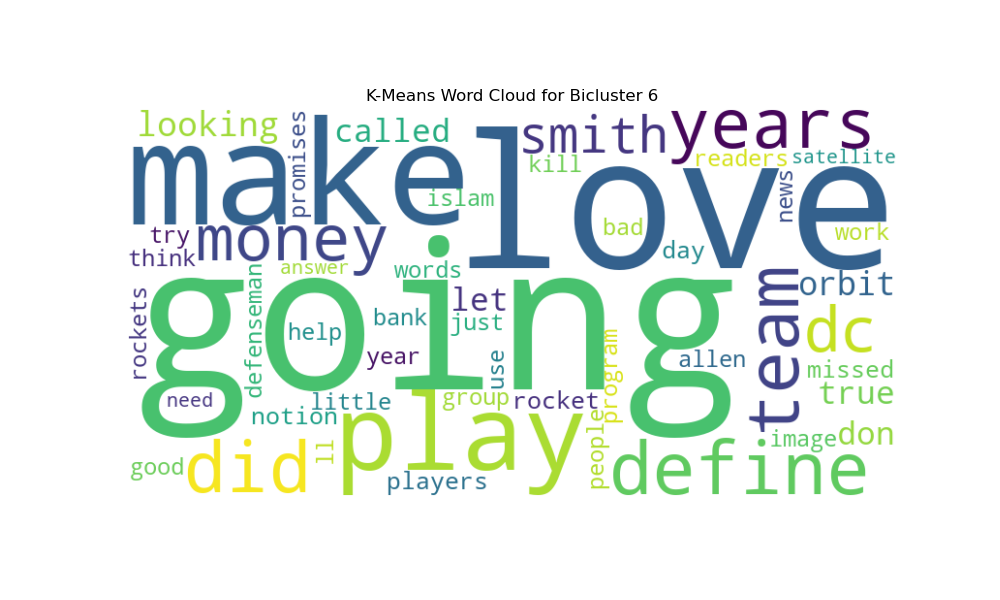 K-Means Word Cloud for Bicluster 6
looking
promises
called
smith
years
make
love
kill
readers
satellite
islam
news
try
money
bad
work
think
answer
words
day
going
team
orbit
rockets
defenseman
help
bank
let
just
dc
year
use
program
allen
missed
need
notion
little
group
rocket
true
did
ll
play
people
define
image
don
good
players